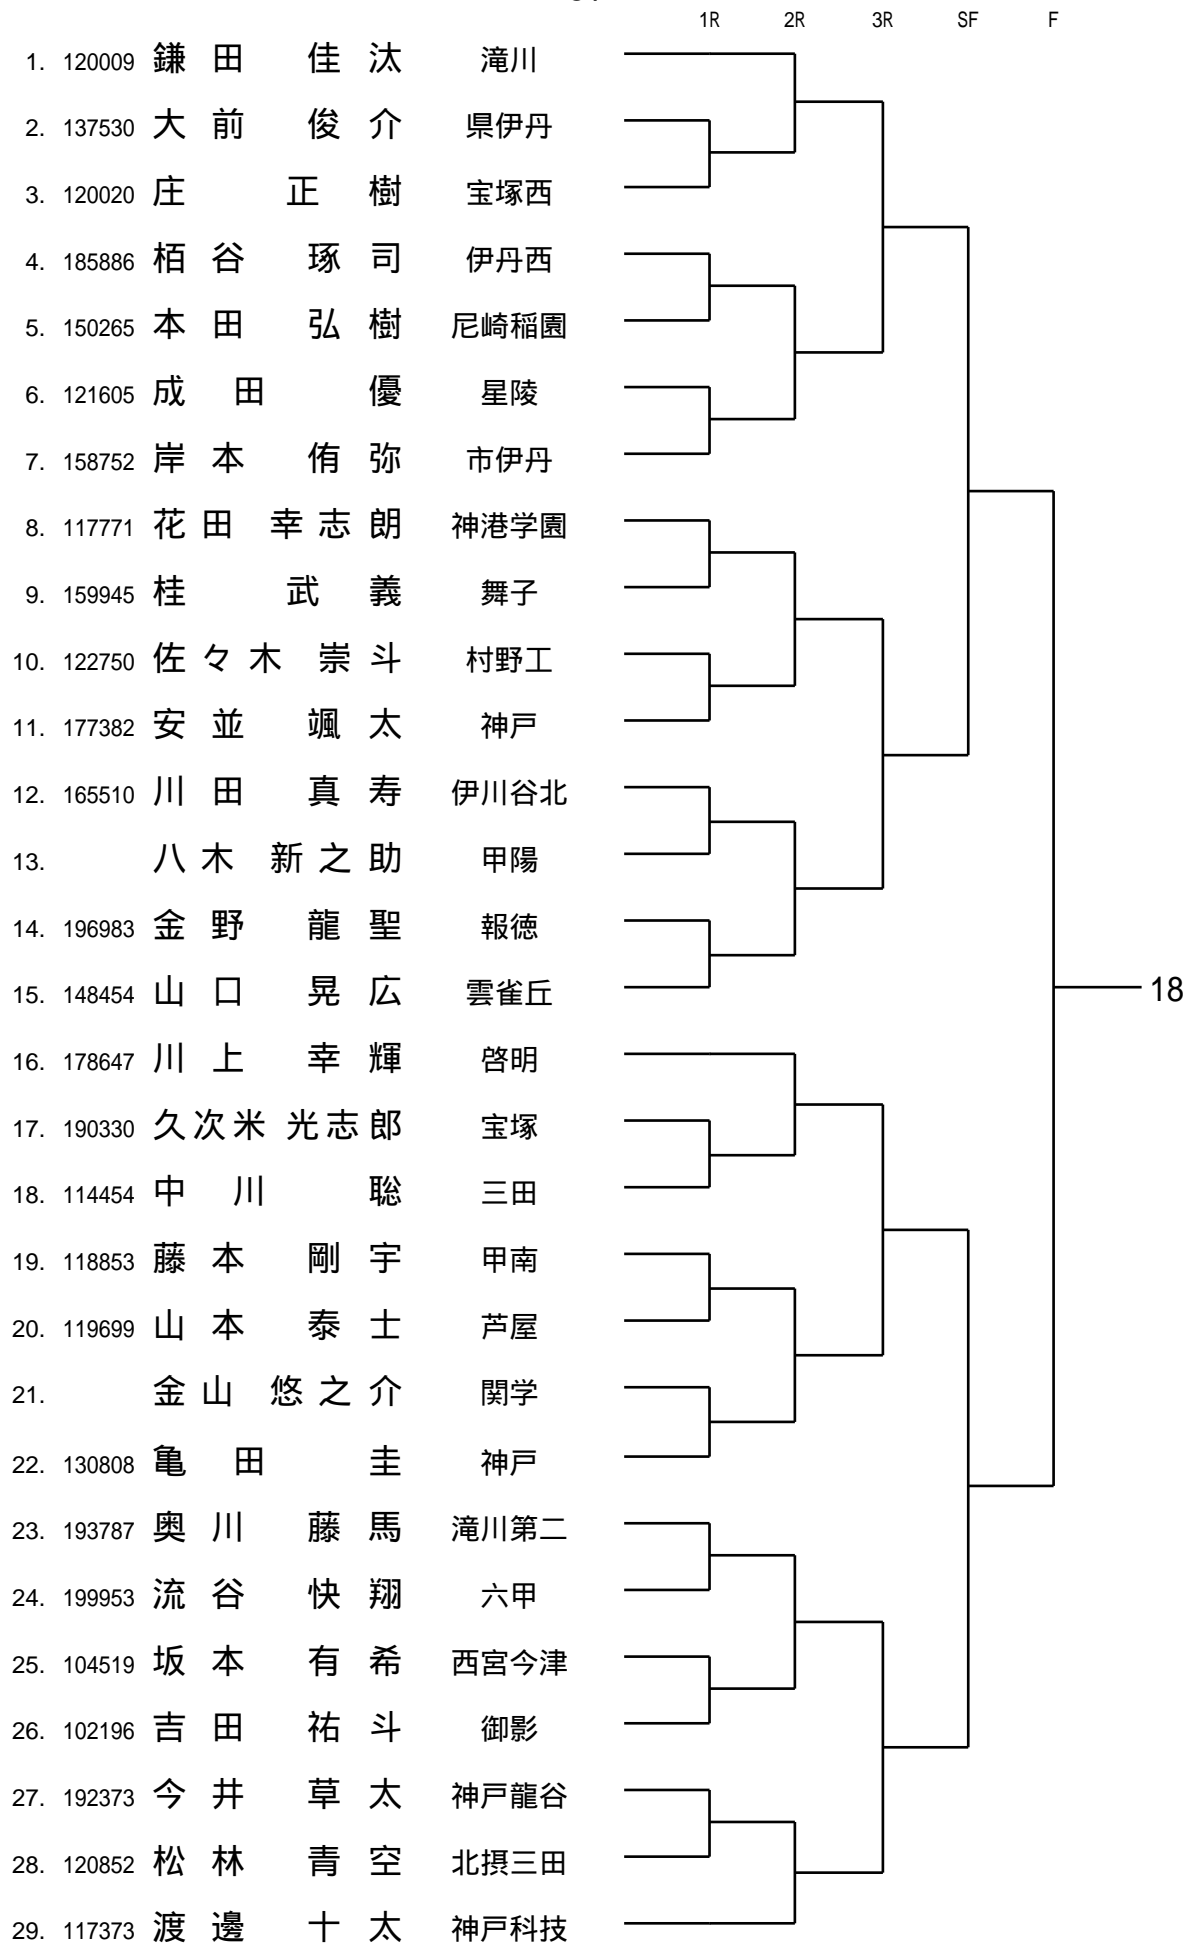 1R 2R 3R SF F
1. 120009 鎌田 佳汰 滝川
2. 137530 大前 俊介 県伊丹
3. 120020 庄 正樹 宝塚西
4. 185886 栢谷 琢司 伊丹西
5. 150265 本田 弘樹 尼崎稲園
6. 121605 成田 優 星陵
7. 158752 岸本 侑弥 市伊丹
8. 117771 花田 幸志朗 神港学園
9. 159945 桂 武義 舞子
10. 122750 佐々木 崇斗 村野工
11. 177382 安並 颯太 神戸
12. 165510 川田 真寿 伊川谷北
13. 八木 新之助 甲陽
14. 196983 金野 龍聖 報徳
15. 148454 山口 晃広 雲雀丘
18
16. 178647 川上 幸輝 啓明
17. 190330 久次米 光志郎 宝塚
18. 114454 中川 聡 三田
19. 118853 藤本 剛宇 甲南
20. 119699 山本 泰士 芦屋
21. 金山 悠之介 関学
22. 130808 亀田 圭 神戸
23. 193787 奥川 藤馬 滝川第二
24. 199953 流谷 快翔 六甲
25. 104519 坂本 有希 西宮今津
26. 102196 吉田 祐斗 御影
27. 192373 今井 草太 神戸龍谷
28. 120852 松林 青空 北摂三田
29. 117373 渡邊 十太 神戸科技